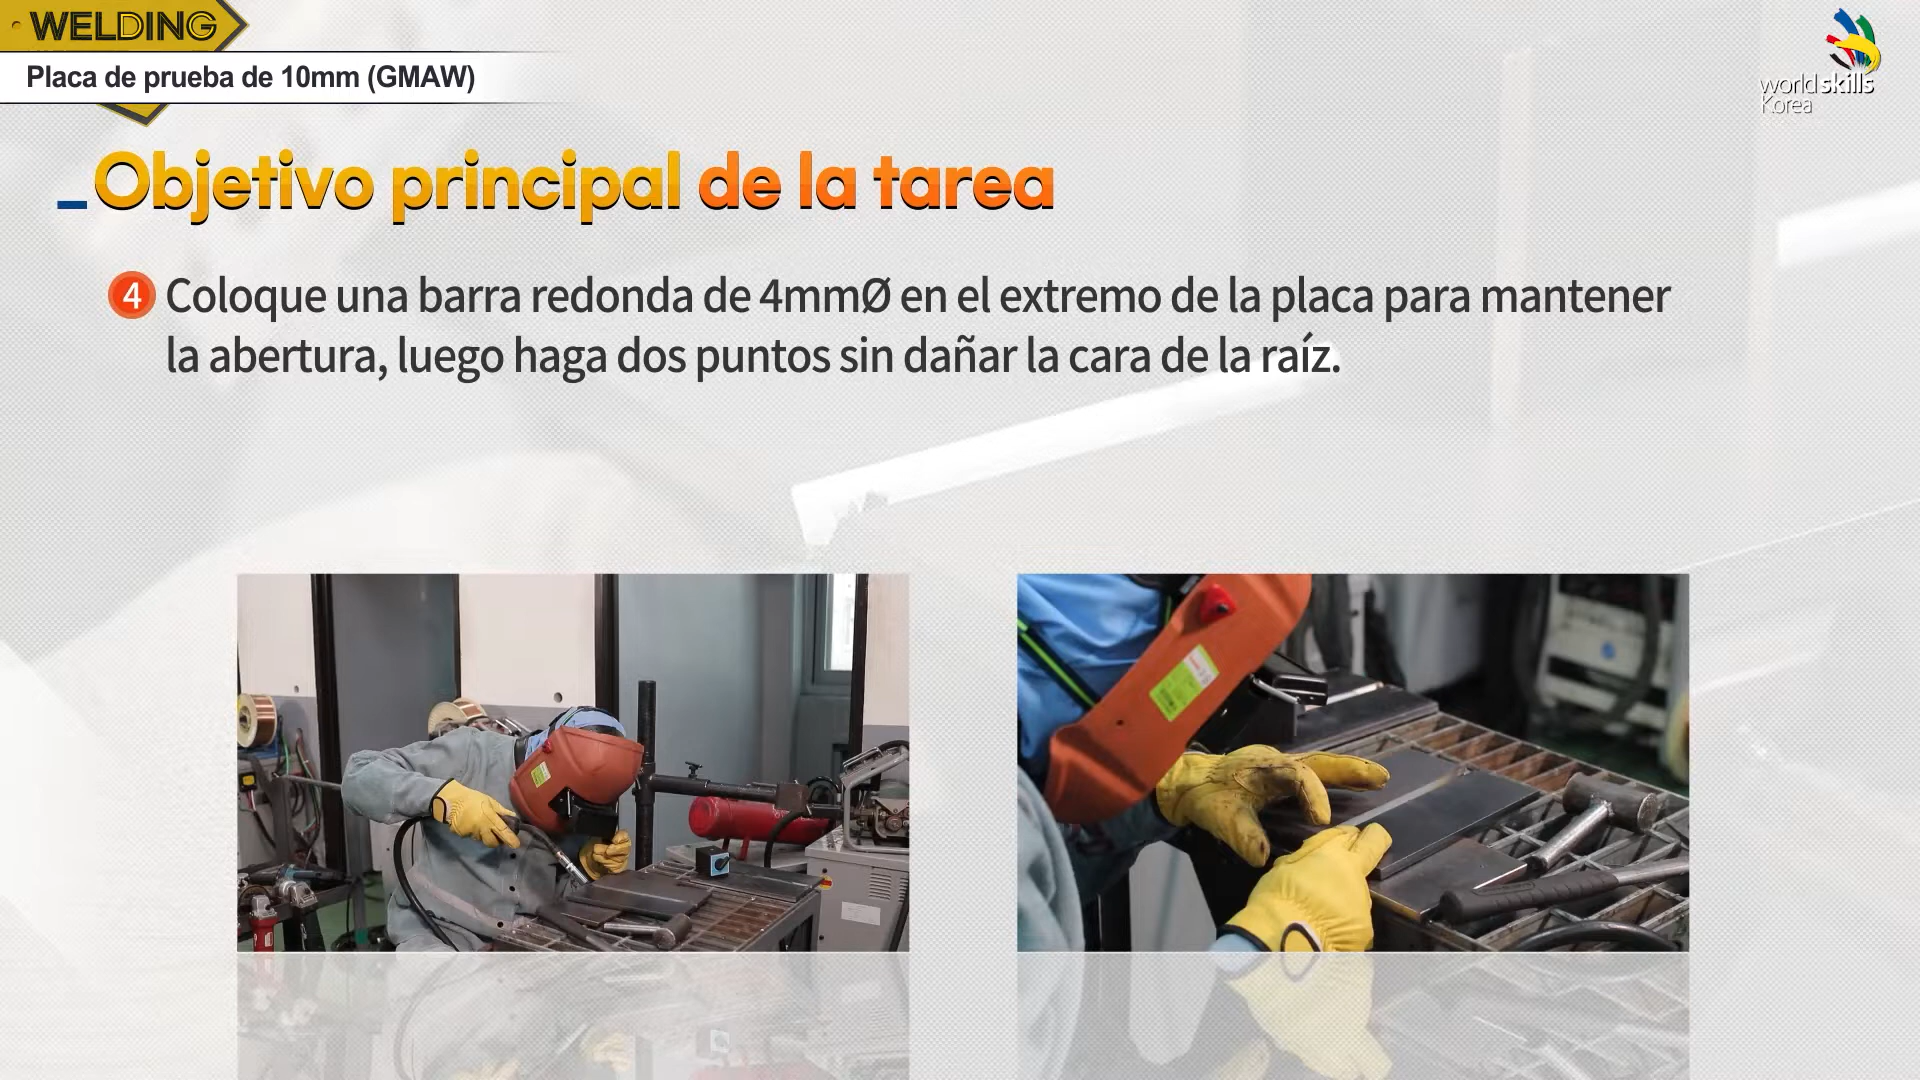 WELDING
Placa de prueba de 10mm (GMAW)
worldskills
Korea
Objetivo principal de la tarea
4 Coloque una barra redonda de 4mmØ en el extremo de la placa para mantener
la abertura, luego haga dos puntos sin dañar la cara de la raíz.